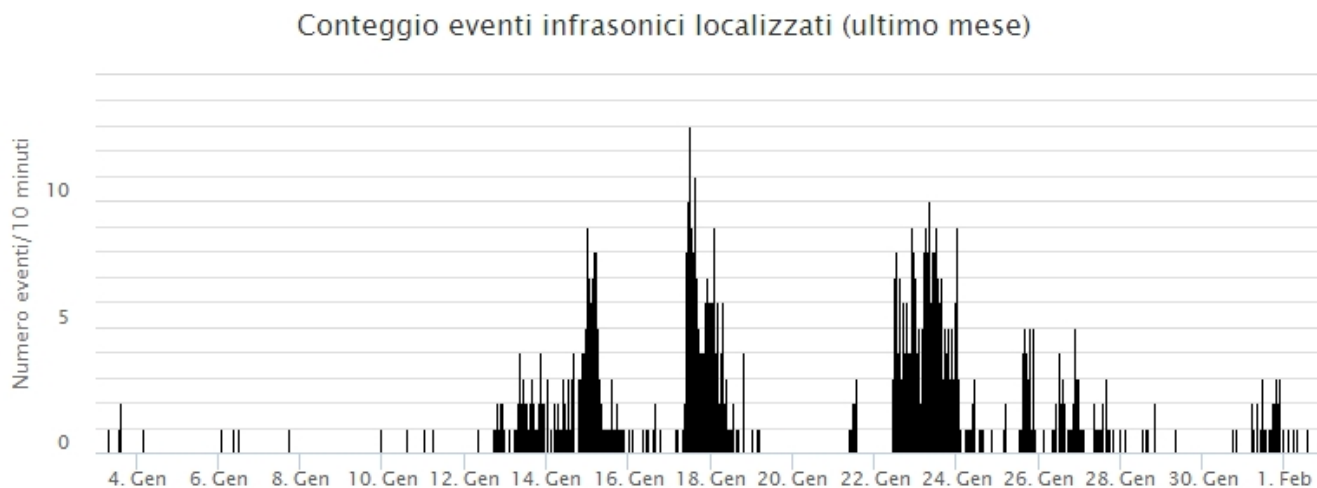 Conteggio eventi infrasonici localizzati (ultimo mese)
Numero eventi/10 minuti
10
5
0
4. Gen 6. Gen 8. Gen 10. Gen 12. Gen 14. Gen 16. Gen 18. Gen 20. Gen 22. Gen 24. Gen 26. Gen 28. Gen 30. Gen 1. Feb